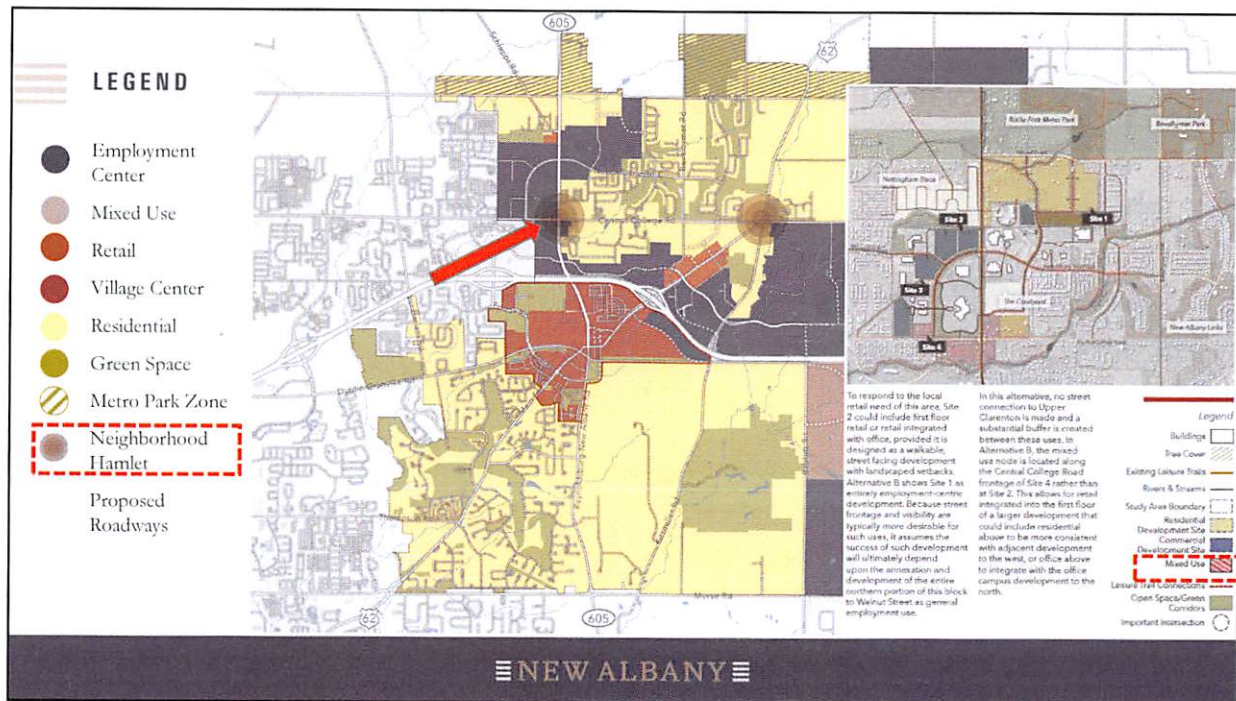 LEGEND
Employment
Center
Mixed Use
Retail
Village Center
Residential
Green Space
Metro Park Zone
Neighborhood
Hamlet
Proposed
Roadways
605
62
Central College Rd
Morse Rd
62
605
Rocky Fork Metro Park
Nottingham Trace
Site 2
Site 1
Site 3
The Courtyard
New Albany Links
Site 4
To respond to the local
retail need of this area, Site
2 could include first floor
retail or retail integrated
with office, provided it is
designed as a walkable,
street facing development
with landscaped setbacks.
Alternative B shows Site 1 as
entirely employment-centric
development. Because street
frontage and visibility are
typically more desirable for
such uses, it assumes the
success of such development
will ultimately depend
upon the annexation and
development of the entire
northern portion of this block
to Walnut Street as general
employment use.
In this alternative, no street
connection to Upper
Clarenton is made and a
substantial buffer is created
between these uses. In
Alternative B, the mixed-
use node is located along
the Central College Road
frontage of Site 4 rather than
at Site 2. This allows for retail
integrated into the first floor
of a larger development that
could include residential
above to be more consistent
with adjacent development
to the west, or office above
to integrate with the office
campus development to the
north.
Legend
Buildings
Tree Cover
Existing Leisure Trails
Rivers & Streams
Study Area Boundary
Residential
Development Site
Commercial
Development Site
Mixed Use
Leisure Trail Connections
Open Space/Green
Corridors
Important Intersection
NEW ALBANY